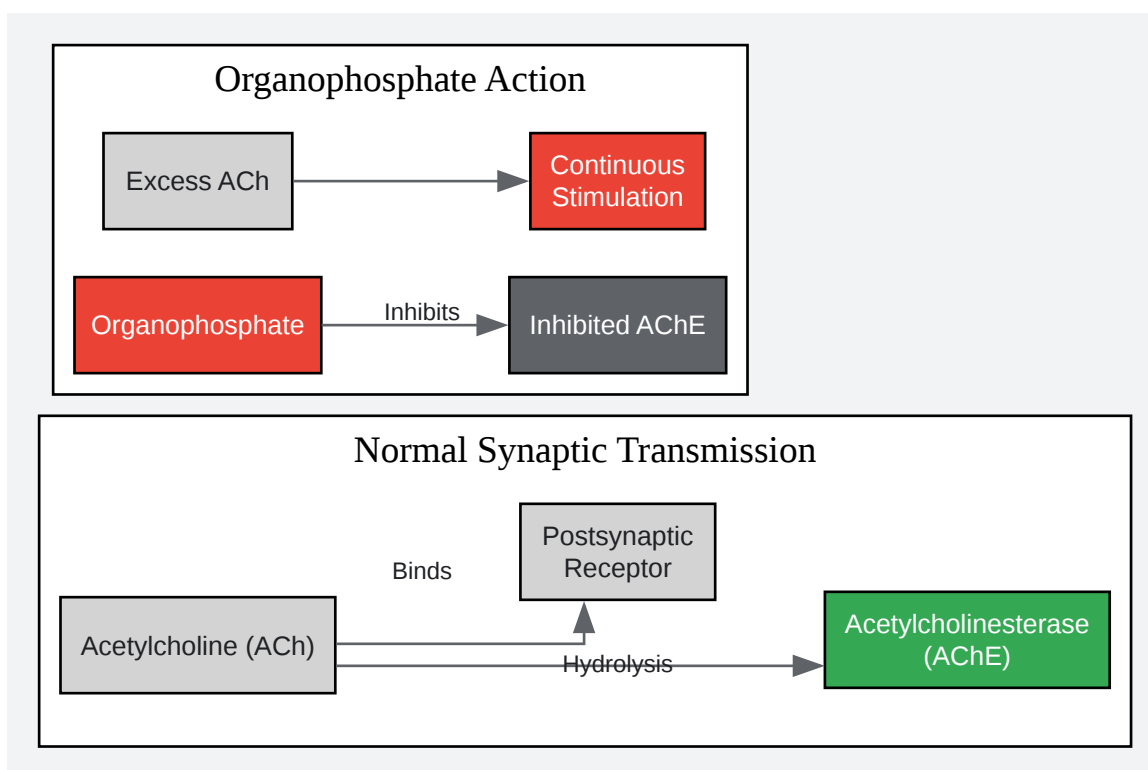 Organophosphate Action
Excess ACh
Continuous
Stimulation
Organophosphate
Inhibits
Inhibited AChE
Normal Synaptic Transmission
Postsynaptic
Receptor
Binds
Acetylcholine (ACh)
Hydrolysis
Acetylcholinesterase
(AChE)